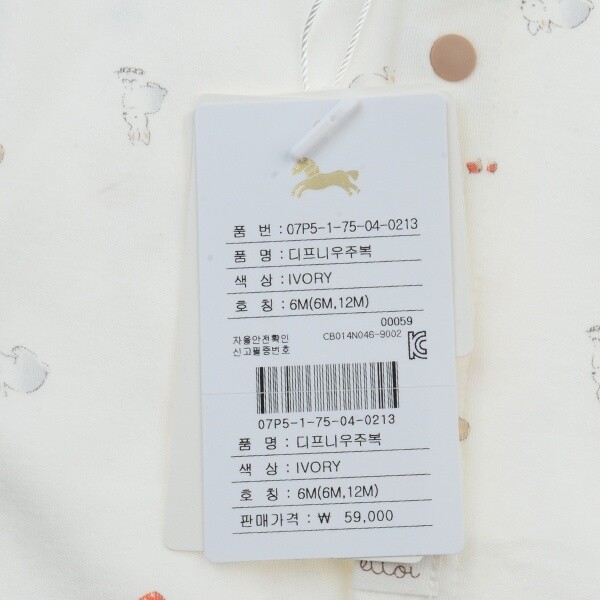 품 번 : 07P5-1-75-04-0213
품 명 : 디프니우주복
색 상 : IVORY
호 칭 : 6M(6M,12M)
00059
자율안전확인 CB014N046-9002
신고필증번호
07P5-1-75-04-0213
품 명 : 디프니우주복
색 상 : IVORY
호 칭 : 6M(6M,12M)
판매가격 : ₩ 59,000
ettoi